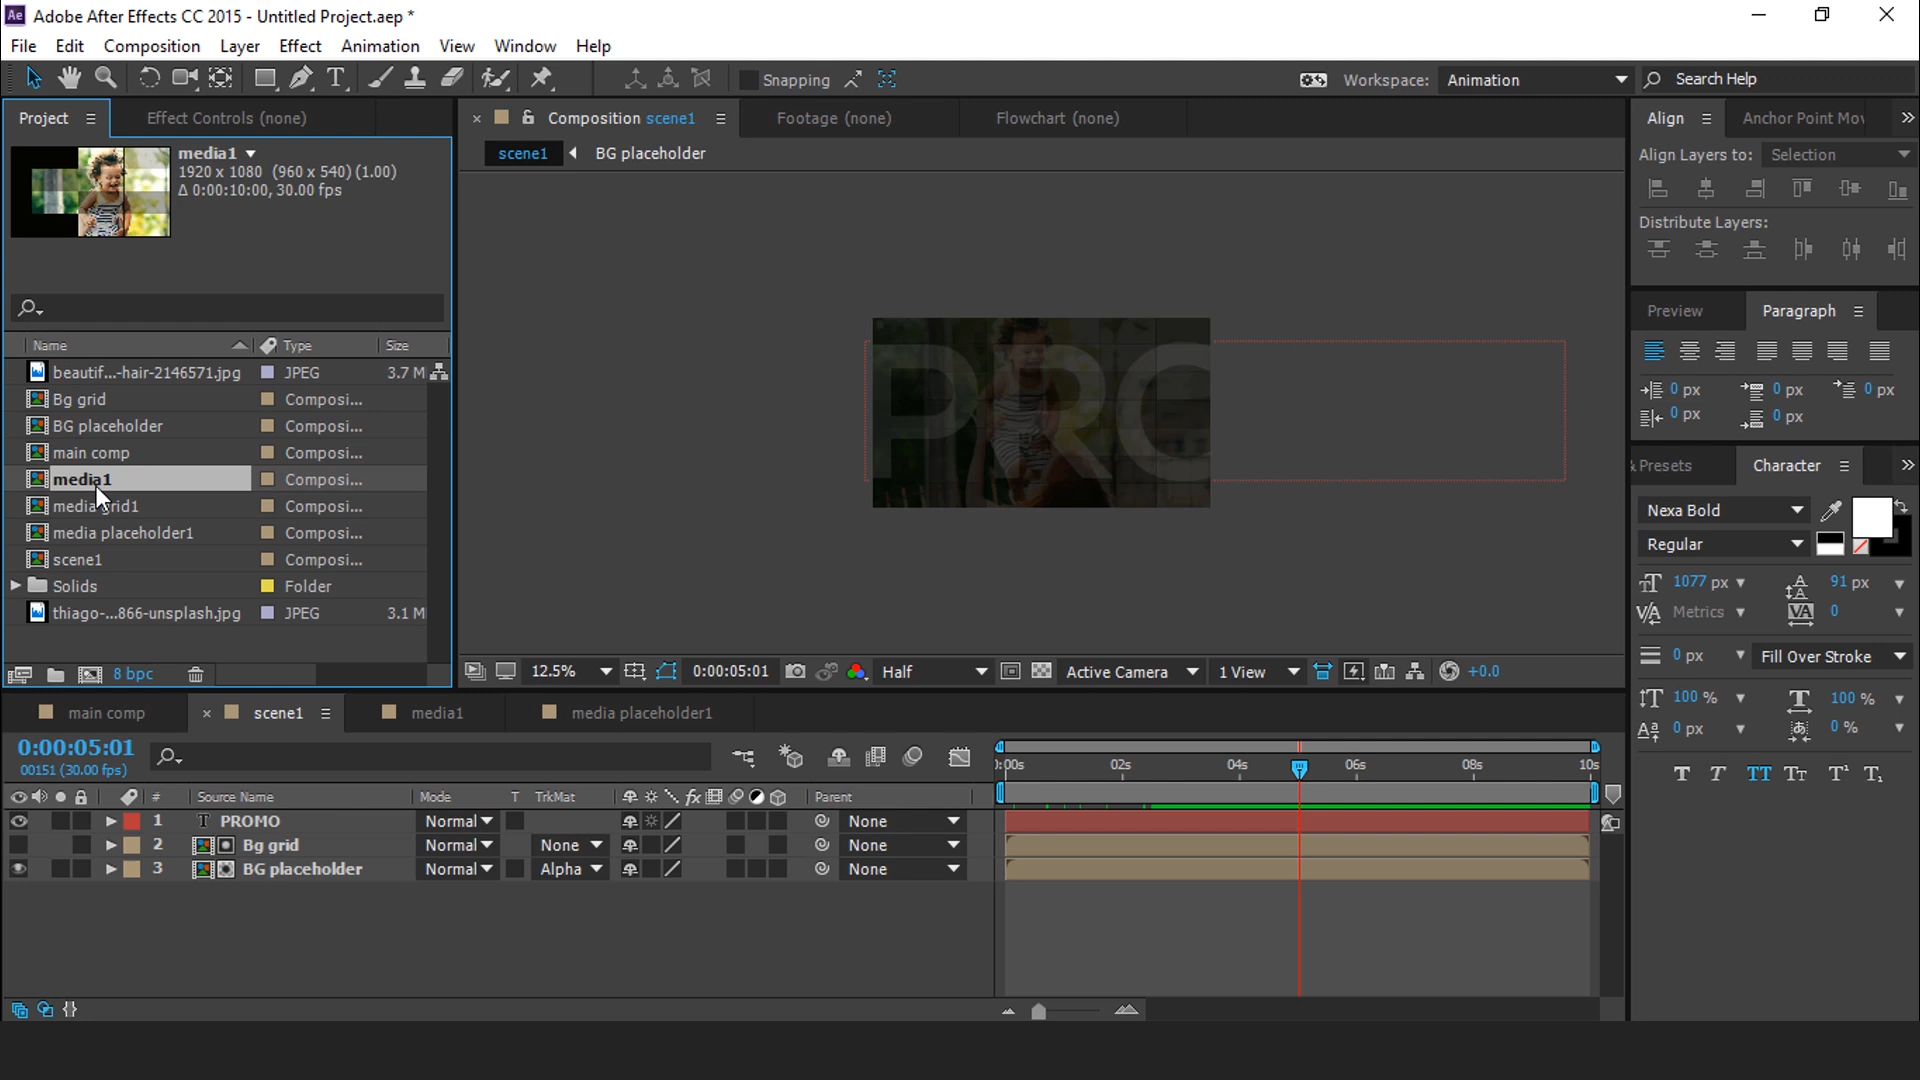 Ae Adobe After Effects CC 2015 - Untitled Project.aep *
File Edit Composition Layer Effect Animation View Window Help
Snapping Workspace: Animation Search Help
Project Effect Controls (none) Composition scene1 Footage (none) Flowchart (none) Align Anchor Point Mov
media1
1920 x 1080 (960 x 540) (1.00)
Δ 0:00:10:00, 30.00 fps
scene1 BG placeholder
Align Layers to: Selection
Distribute Layers:
PRO
Preview Paragraph
0 px 0 px 0 px
0 px 0 px
Name Type Size
beautif...-hair-2146571.jpg JPEG 3.7 M
Bg grid Composi...
BG placeholder Composi...
main comp Composi...
media1 Composi...
media grid1 Composi...
media placeholder1 Composi...
scene1 Composi...
Solids Folder
thiago-...866-unsplash.jpg JPEG 3.1 M
8 bpc
12.5% 0:00:05:01 Half Active Camera 1 View +0.0
& Presets Character
Nexa Bold
Regular
1077 px 91 px
Metrics 0
0 px Fill Over Stroke
100 % 100 %
0 px 0 %
main comp scene1 media1 media placeholder1
0:00:05:01
00151 (30.00 fps)
):00s 02s 04s 06s 08s 10s
# Source Name Mode T TrkMat Parent
1 T PROMO Normal None
2 Bg grid Normal None None
3 BG placeholder Normal Alpha None